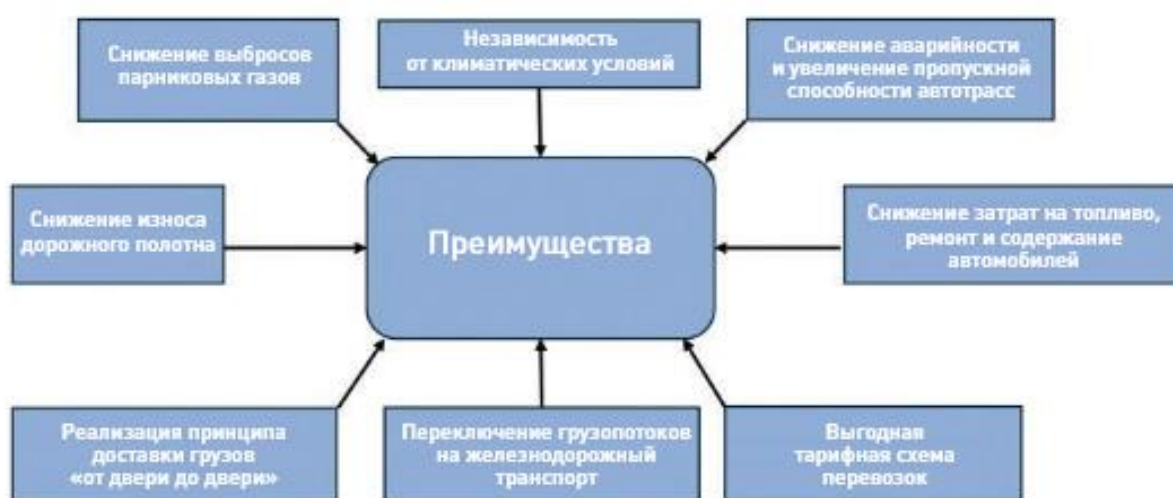 Снижение выбросов
парниковых газов
Независимость
от климатических условий
Снижение аварийности
и увеличение пропускной
способности автотрасс
Снижение износа
дорожного полотна
Преимущества
Снижение затрат на топливо,
ремонт и содержание
автомобилей
Реализация принципа
доставки грузов
«от двери до двери»
Переключение грузопотоков
на железнодорожный
транспорт
Выгодная
тарифная схема
перевозок